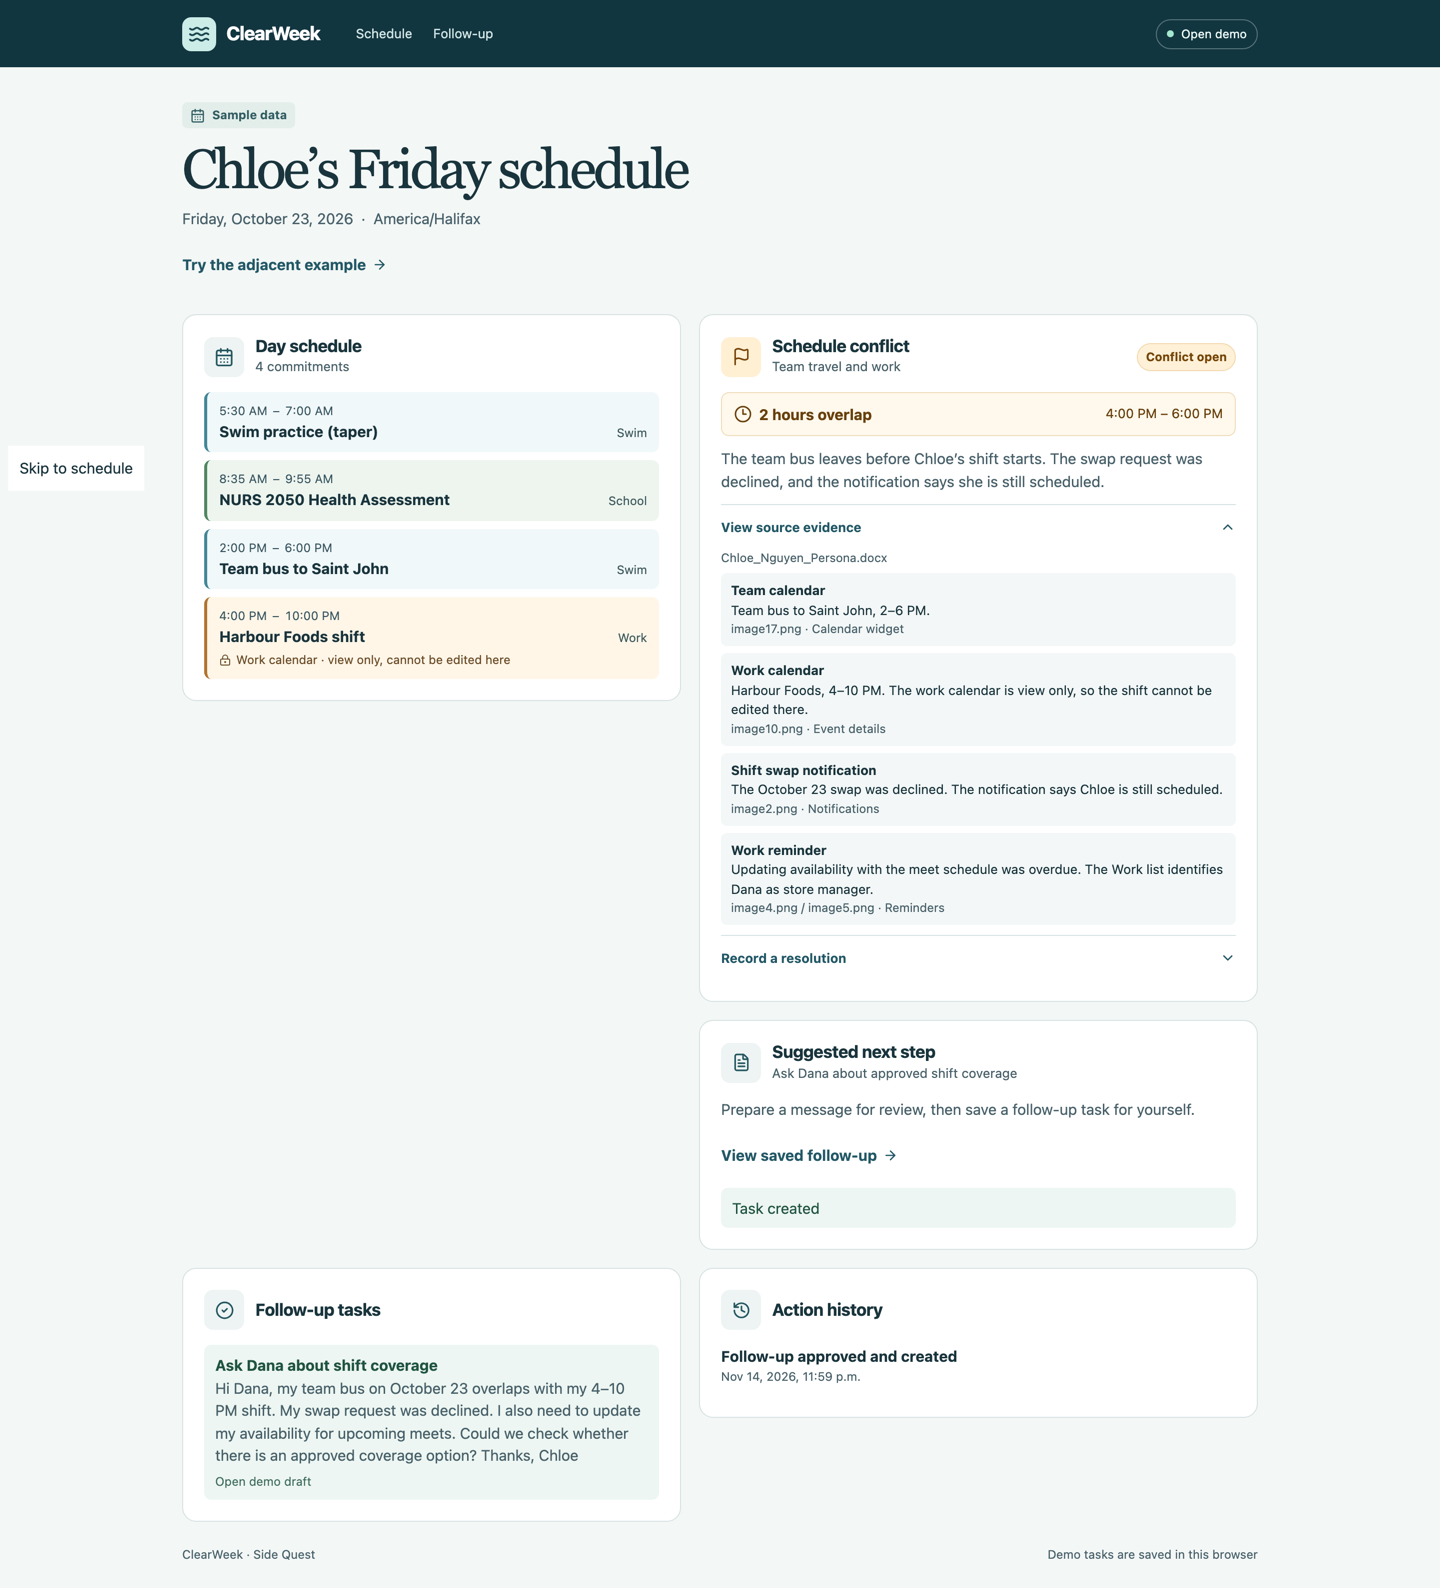 ClearWeek
Schedule
Follow-up
Open demo
Sample data
Chloe’s Friday schedule
Friday, October 23, 2026 · America/Halifax
Try the adjacent example →
Skip to schedule
Day schedule
4 commitments
5:30 AM – 7:00 AM
Swim practice (taper)
Swim
8:35 AM – 9:55 AM
NURS 2050 Health Assessment
School
2:00 PM – 6:00 PM
Team bus to Saint John
Swim
4:00 PM – 10:00 PM
Harbour Foods shift
Work
Work calendar · view only, cannot be edited here
Schedule conflict
Team travel and work
Conflict open
2 hours overlap
4:00 PM – 6:00 PM
The team bus leaves before Chloe’s shift starts. The swap request was
declined, and the notification says she is still scheduled.
View source evidence
Chloe_Nguyen_Persona.docx
Team calendar
Team bus to Saint John, 2–6 PM.
image17.png · Calendar widget
Work calendar
Harbour Foods, 4–10 PM. The work calendar is view only, so the shift cannot be
edited there.
image10.png · Event details
Shift swap notification
The October 23 swap was declined. The notification says Chloe is still scheduled.
image2.png · Notifications
Work reminder
Updating availability with the meet schedule was overdue. The Work list identifies
Dana as store manager.
image4.png / image5.png · Reminders
Record a resolution
Suggested next step
Ask Dana about approved shift coverage
Prepare a message for review, then save a follow-up task for yourself.
View saved follow-up →
Task created
Follow-up tasks
Ask Dana about shift coverage
Hi Dana, my team bus on October 23 overlaps with my 4–10
PM shift. My swap request was declined. I also need to update
my availability for upcoming meets. Could we check whether
there is an approved coverage option? Thanks, Chloe
Open demo draft
Action history
Follow-up approved and created
Nov 14, 2026, 11:59 p.m.
ClearWeek · Side Quest
Demo tasks are saved in this browser